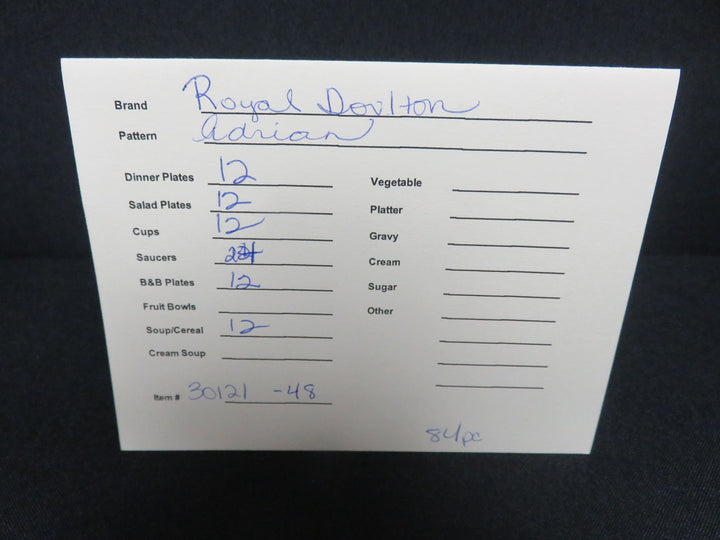 Brand Royal Doulton
Pattern Adrian
Dinner Plates 12
Salad Plates 12
Cups 12
Saucers 24
B&B Plates 12
Fruit Bowls
Soup/Cereal 12
Cream Soup
Item # 30121 -48
Vegetable
Platter
Gravy
Cream
Sugar
Other
84pc